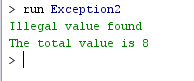 > run Exception2
Illegal value found
The total value is 8
>